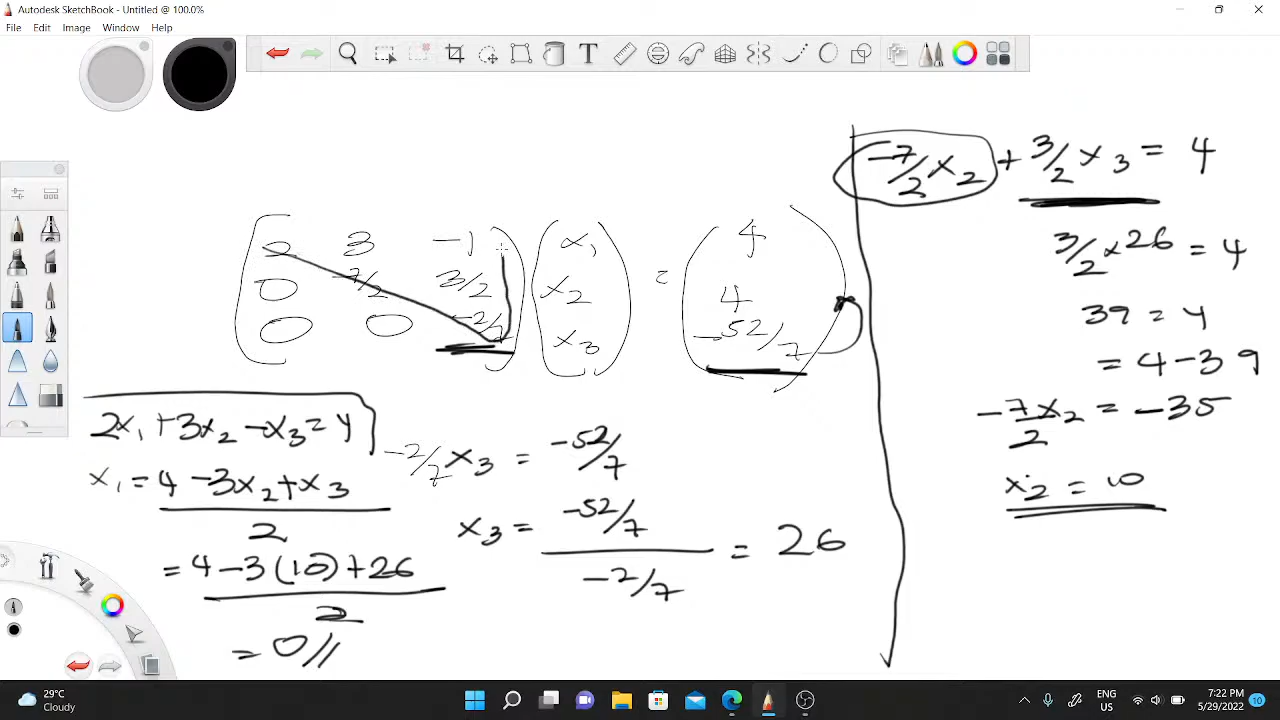 Autodesk SketchBook - Untitled @ 100.0%
File Edit Image Window Help
T
2 3 -1 x₁ 4
0 -7/2 3/2 x₂ = 4
0 0 -2/7 x₃ -52/7
2x₁ + 3x₂ - x₃ = 4
x₁ = 4 - 3x₂ + x₃
2
= 4 - 3(10) + 26
2
= 0//
-2/7 x₃ = -52/7
x₃ = -52/7 = 26
-2/7
-7/2 x₂ + 3/2 x₃ = 4
3/2 x 26 = 4
39 = 4
= 4 - 39
-7x₂ = -35
2
x₂ = 10
29°C
Cloudy
ENG
US
7:22 PM
5/29/2022
10